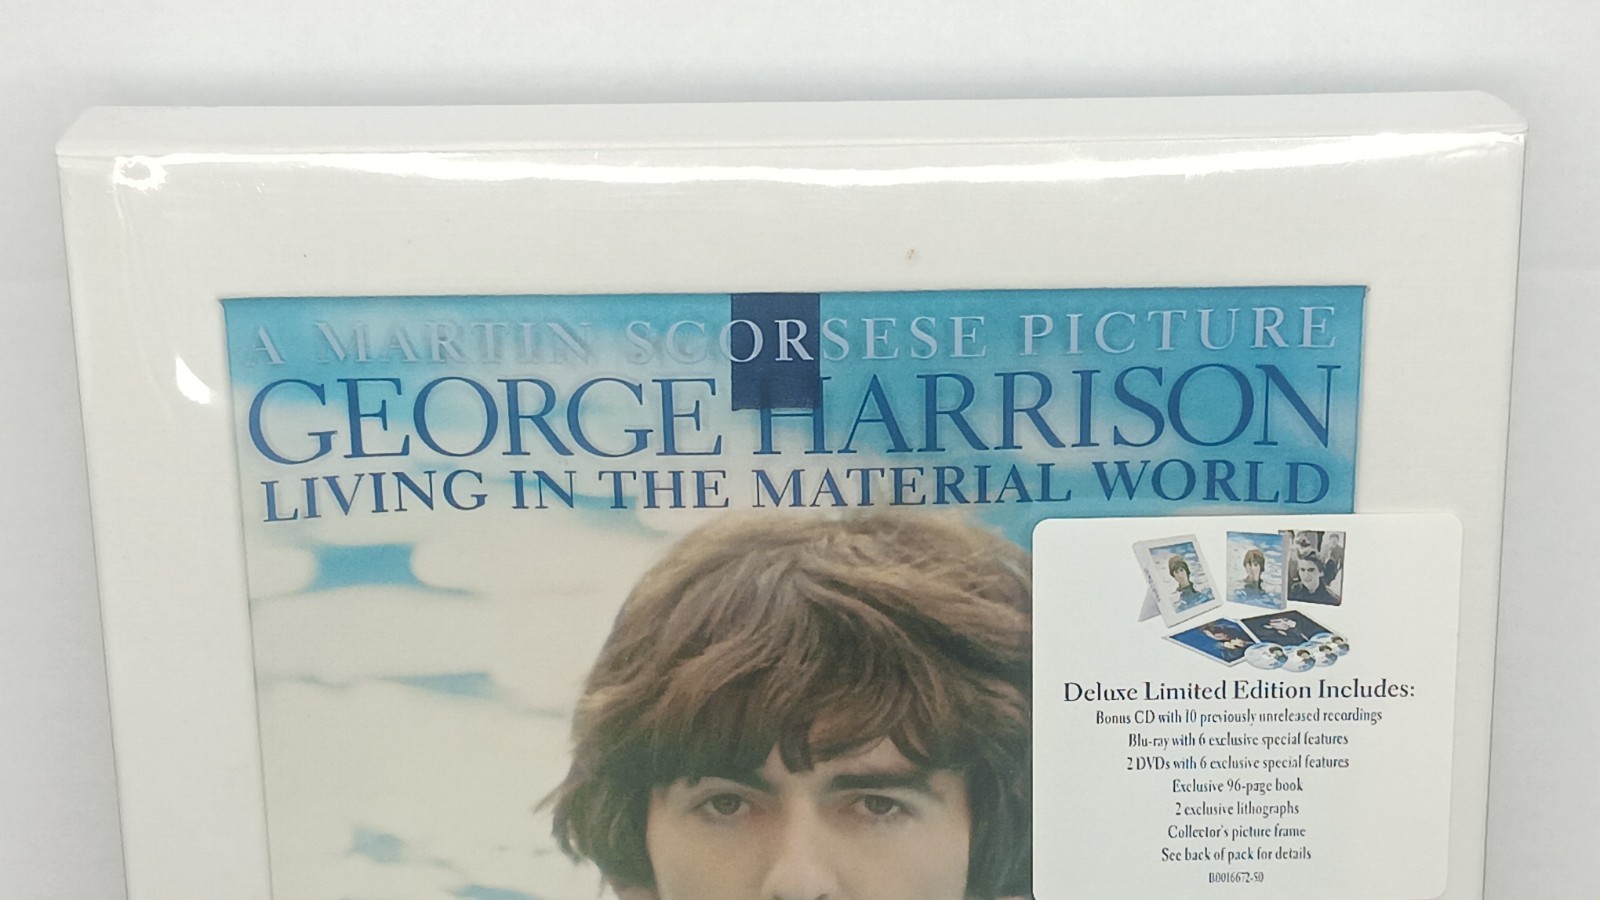 A MARTIN SCORSESE PICTURE
GEORGE HARRISON
LIVING IN THE MATERIAL WORLD
Deluxe Limited Edition Includes:
Bonus CD with 10 previously unreleased recordings
Blu-ray with 6 exclusive special features
2 DVDs with 6 exclusive special features
Exclusive 96-page book
2 exclusive lithographs
Collector's picture frame
See back of pack for details
B0016672-S0